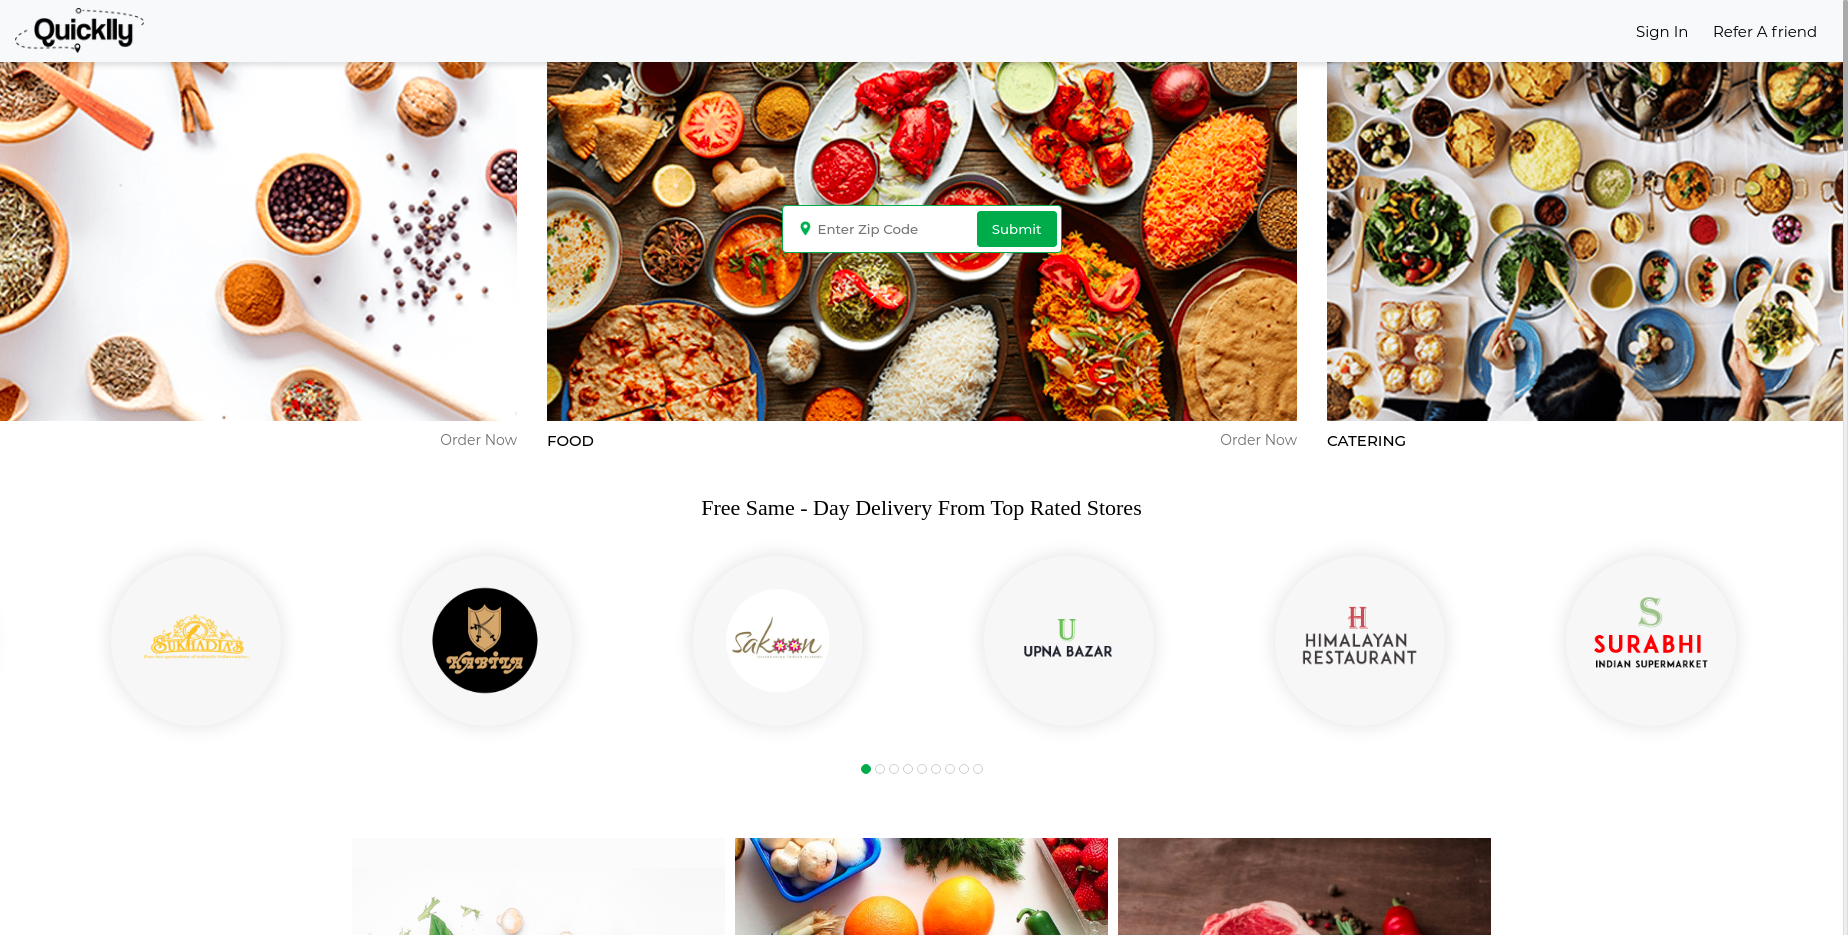 Quicklly
Sign In
Refer A friend
Enter Zip Code
Submit
Order Now
FOOD
Order Now
CATERING
Free Same - Day Delivery From Top Rated Stores
SUKHADIA'S
KABILA
Sakoon
U
UPNA BAZAR
H
HIMALAYAN
RESTAURANT
S
SURABHI
INDIAN SUPERMARKET